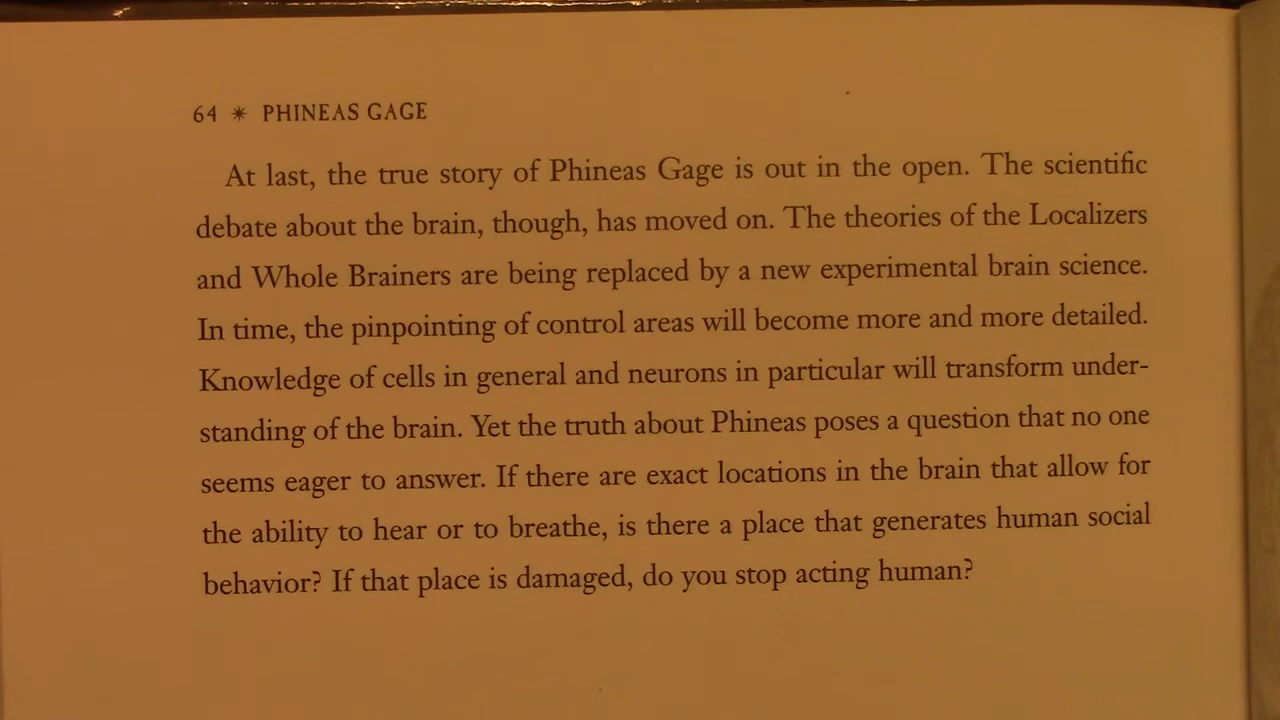 64 * PHINEAS GAGE
At last, the true story of Phineas Gage is out in the open. The scientific
debate about the brain, though, has moved on. The theories of the Localizers
and Whole Brainers are being replaced by a new experimental brain science.
In time, the pinpointing of control areas will become more and more detailed.
Knowledge of cells in general and neurons in particular will transform under-
standing of the brain. Yet the truth about Phineas poses a question that no one
seems eager to answer. If there are exact locations in the brain that allow for
the ability to hear or to breathe, is there a place that generates human social
behavior? If that place is damaged, do you stop acting human?